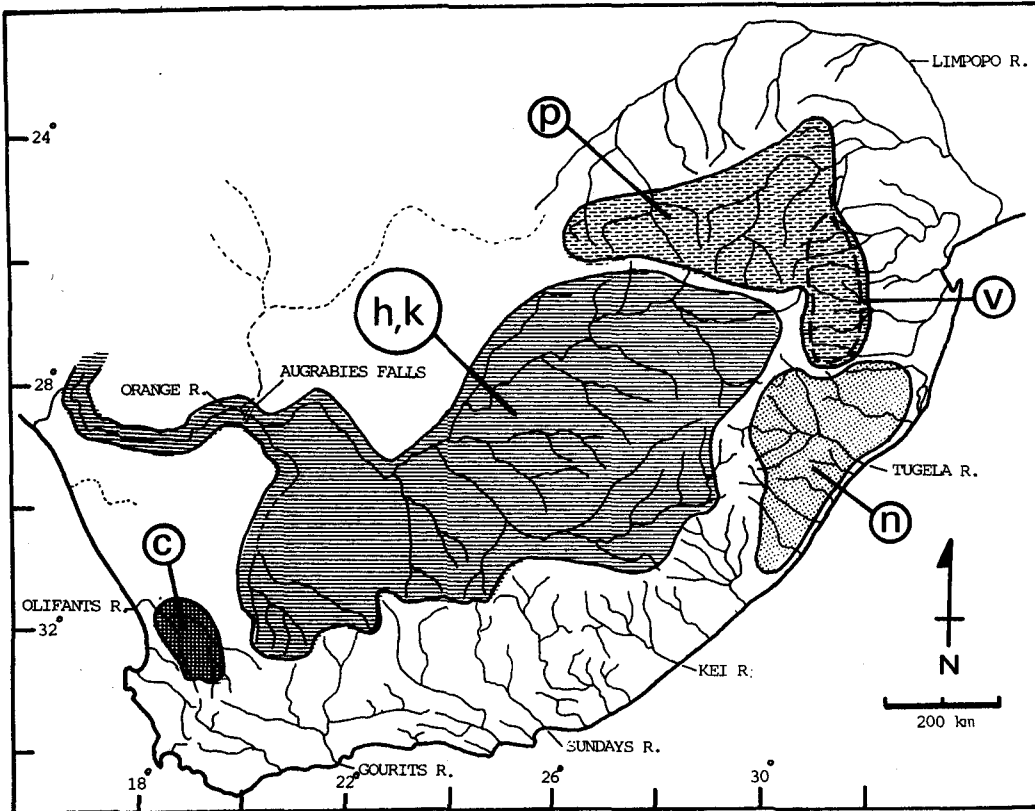 LIMPOPO R.
p
24°
v
h,k
28°
AUGRABIES FALLS
ORANGE R.
TUGELA R.
n
c
OLIFANTS R.
32°
N
KEI R.
200 km
SUNDAYS R.
GOURITS R.
18°
22°
26°
30°